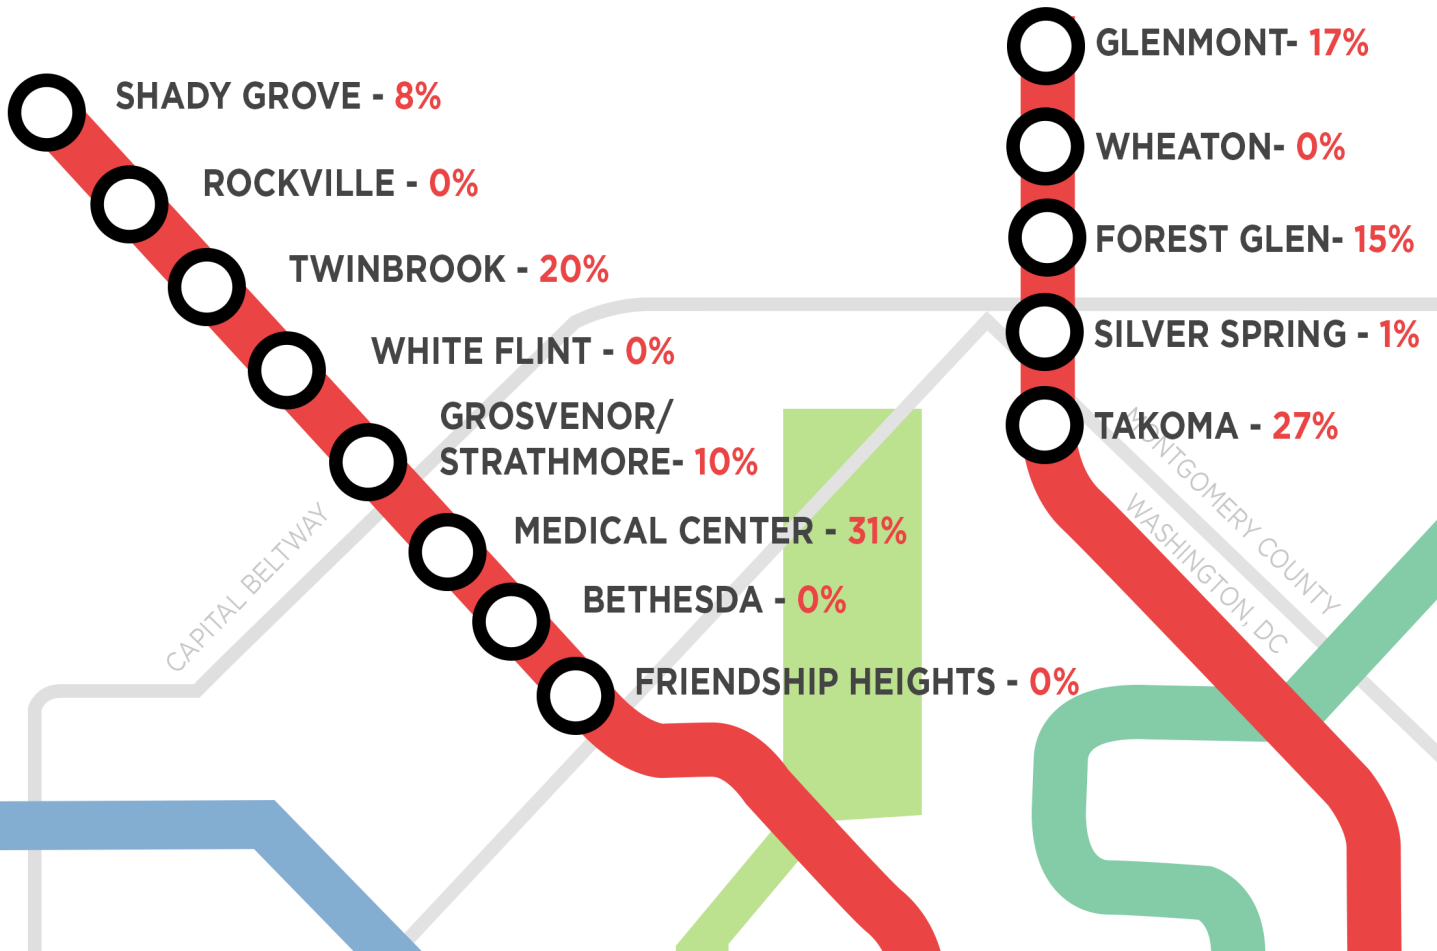 SHADY GROVE - 8%
ROCKVILLE - 0%
TWINBROOK - 20%
WHITE FLINT - 0%
GROSVENOR/
STRATHMORE- 10%
MEDICAL CENTER - 31%
BETHESDA - 0%
FRIENDSHIP HEIGHTS - 0%
CAPITAL BELTWAY
GLENMONT- 17%
WHEATON- 0%
FOREST GLEN- 15%
SILVER SPRING - 1%
TAKOMA - 27%
MONTGOMERY COUNTY
WASHINGTON, DC